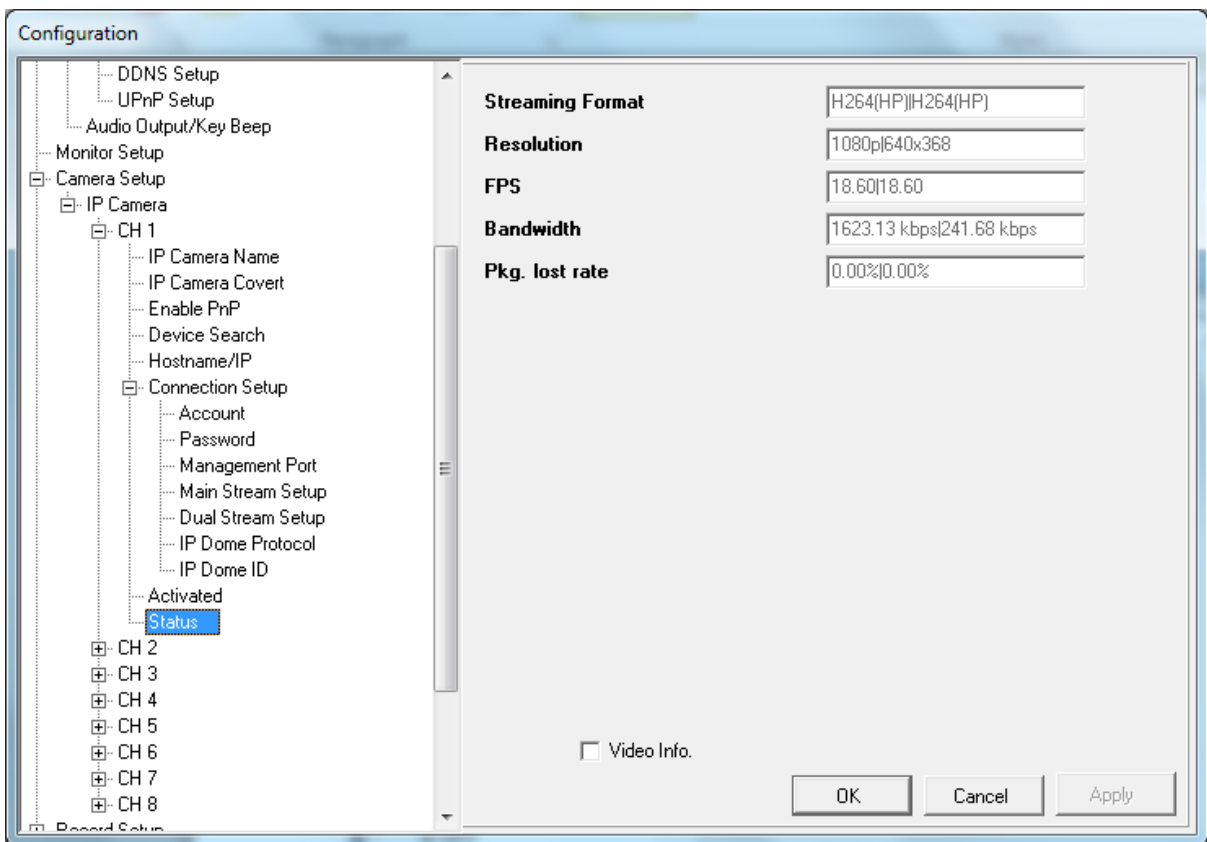 Configuration
DDNS Setup
UPnP Setup
Audio Output/Key Beep
Monitor Setup
Camera Setup
IP Camera
CH 1
IP Camera Name
IP Camera Covert
Enable PnP
Device Search
Hostname/IP
Connection Setup
Account
Password
Management Port
Main Stream Setup
Dual Stream Setup
IP Dome Protocol
IP Dome ID
Activated
Status
CH 2
CH 3
CH 4
CH 5
CH 6
CH 7
CH 8
Record Setup
Streaming Format H264(HP)|H264(HP)
Resolution 1080p|640x368
FPS 18.60|18.60
Bandwidth 1623.13 kbps|241.68 kbps
Pkg. lost rate 0.00%|0.00%
Video Info.
OK Cancel Apply